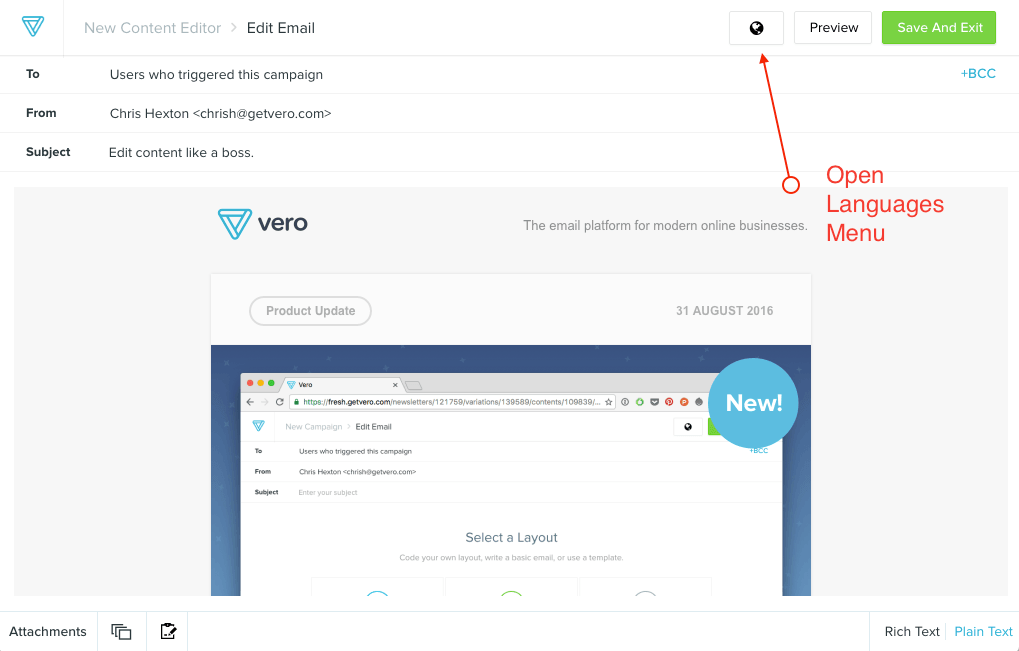 New Content Editor > Edit Email
Preview
Save And Exit
To
Users who triggered this campaign
+BCC
From
Chris Hexton <chrish@getvero.com>
Subject
Edit content like a boss.
Open
Languages
Menu
vero
The email platform for modern online businesses.
Product Update
31 AUGUST 2016
Vero
https://fresh.getvero.com/newsletters/121759/variations/139589/contents/109839/...
New!
New Campaign > Edit Email
To
Users who triggered this campaign
+BCC
From
Chris Hexton <chrish@getvero.com>
Subject
Enter your subject
Select a Layout
Code your own layout, write a basic email, or use a template.
Attachments
Rich Text
Plain Text